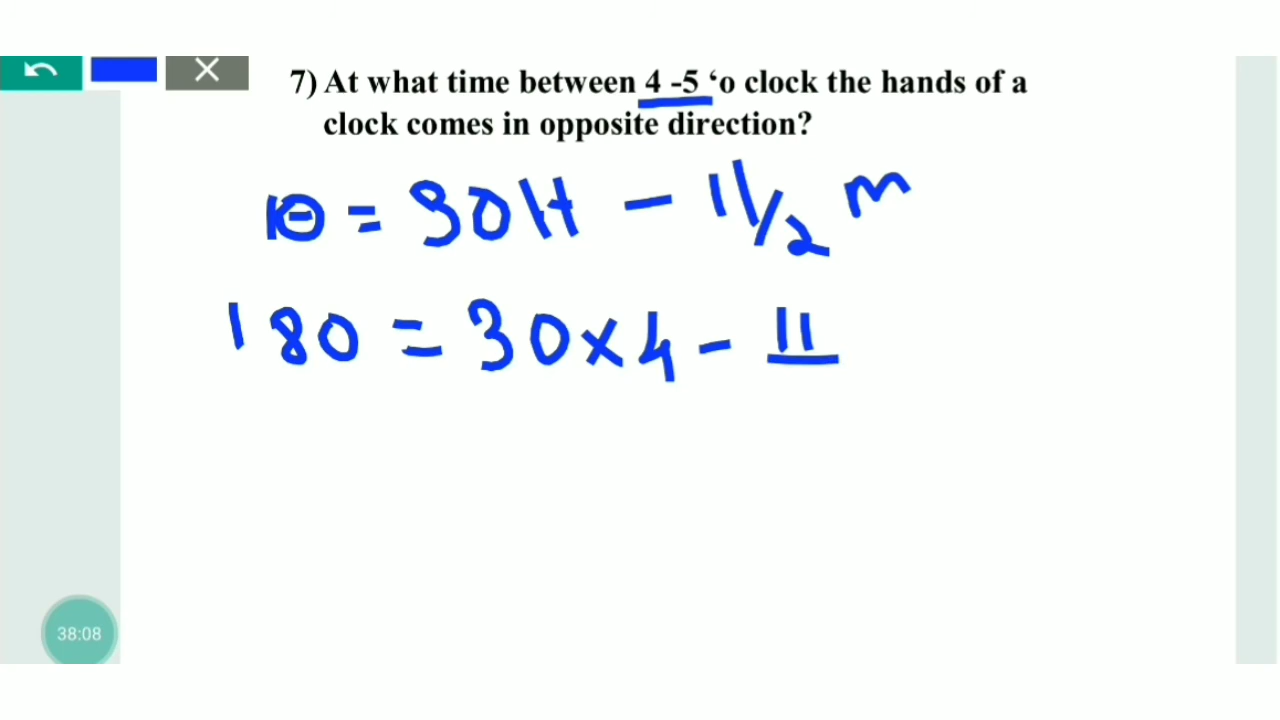 7) At what time between 4 -5 ‘o clock the hands of a
clock comes in opposite direction?
θ = 30H - 11/2 m
180 = 30×4 - 11
38:08